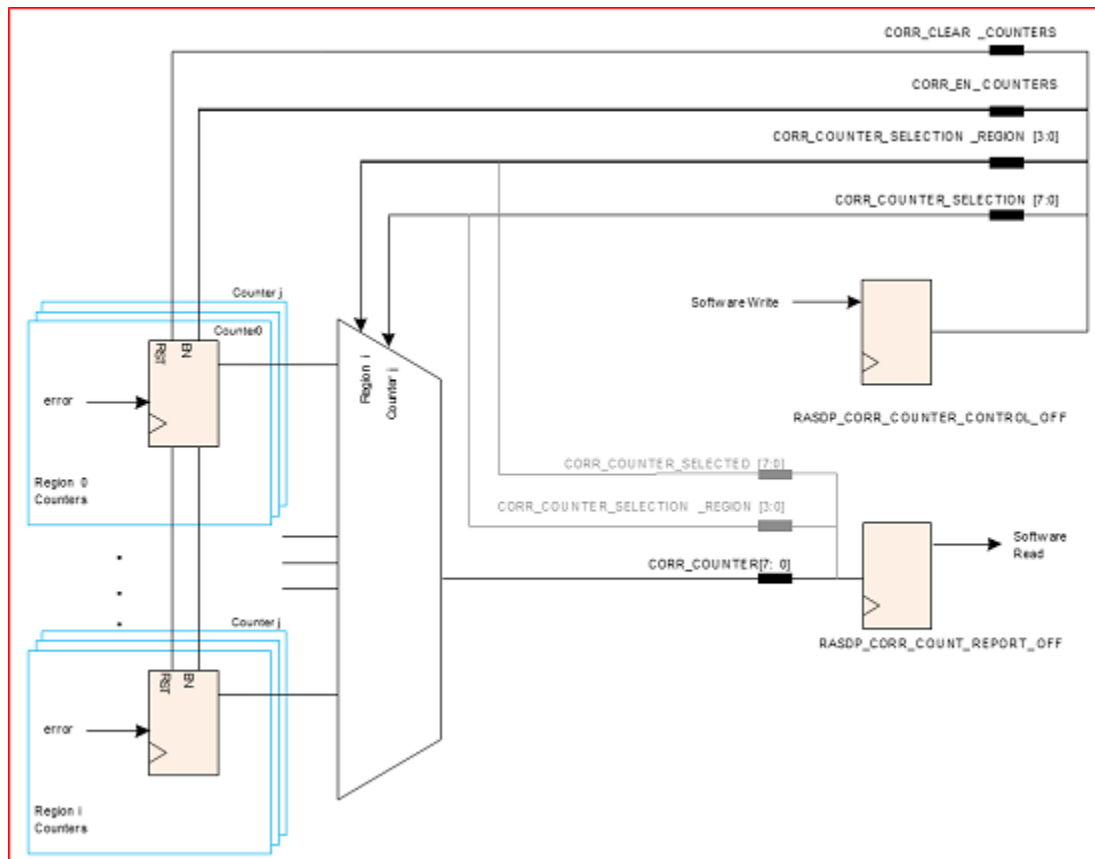 CORR_CLEAR _COUNTERS
CORR_EN_COUNTERS
CORR_COUNTER_SELECTION _REGION [3:0]
CORR_COUNTER_SELECTION [7:0]
Software Write
RASDP_CORR_COUNTER_CONTROL_OFF
Counter j
Counter0
RST
EN
error
Region 0
Counters
Region i
Counter j
CORR_COUNTER_SELECTED [7:0]
CORR_COUNTER_SELECTION _REGION [3:0]
CORR_COUNTER[7: 0]
Software
Read
RASDP_CORR_COUNT_REPORT_OFF
Counter j
RST
EN
error
Region i
Counters